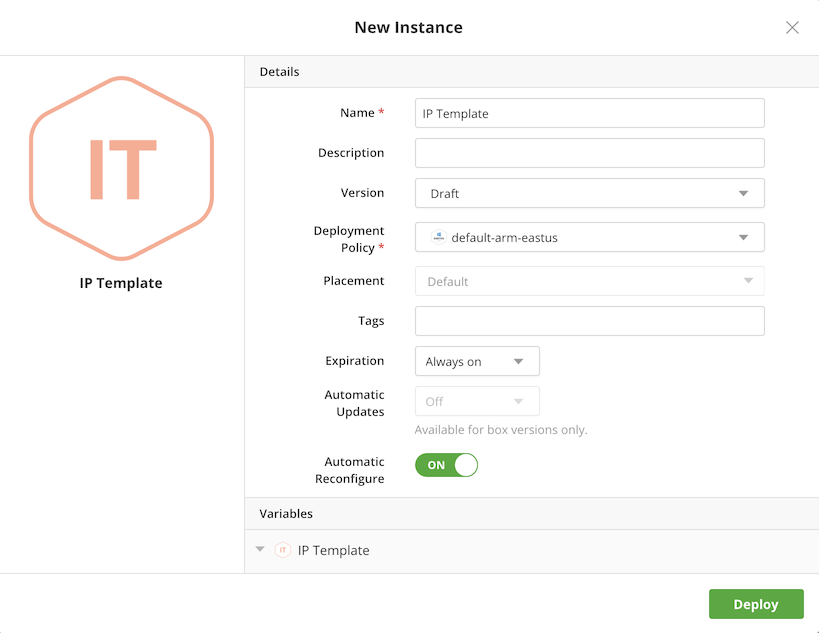 New Instance
IT
IP Template
Details
Name *
IP Template
Description
Version
Draft
Deployment
Policy *
default-arm-eastus
Placement
Default
Tags
Expiration
Always on
Automatic
Updates
Off
Available for box versions only.
Automatic
Reconfigure
ON
Variables
IT
IP Template
Deploy